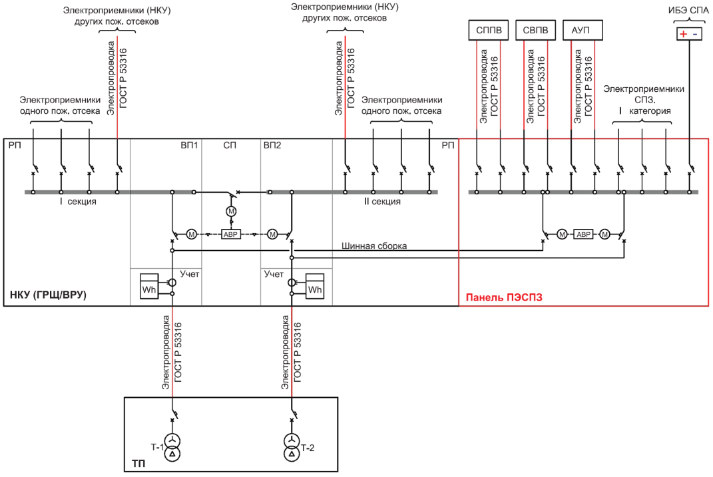 Электроприемники (НКУ)
других пож. отсеков
Электропроводка
ГОСТ Р 53316
Электроприемники
одного пож. отсека
Электроприемники (НКУ)
других пож. отсеков
Электропроводка
ГОСТ Р 53316
Электроприемники
одного пож. отсека
СППВ
СВПВ
АУП
ИБЭ СПА
+ -
Электропроводка
ГОСТ Р 53316
Электропроводка
ГОСТ Р 53316
Электропроводка
ГОСТ Р 53316
Электроприемники
СПЗ.
I категория
РП
ВП1
СП
ВП2
РП
I секция
II секция
М
М
АВР
М
М
АВР
М
Шинная сборка
Учет
Wh
Учет
Wh
НКУ (ГРЩ/ВРУ)
Панель ПЭСПЗ
Электропроводка
ГОСТ Р 53316
Электропроводка
ГОСТ Р 53316
Т-1
Т-2
ТП